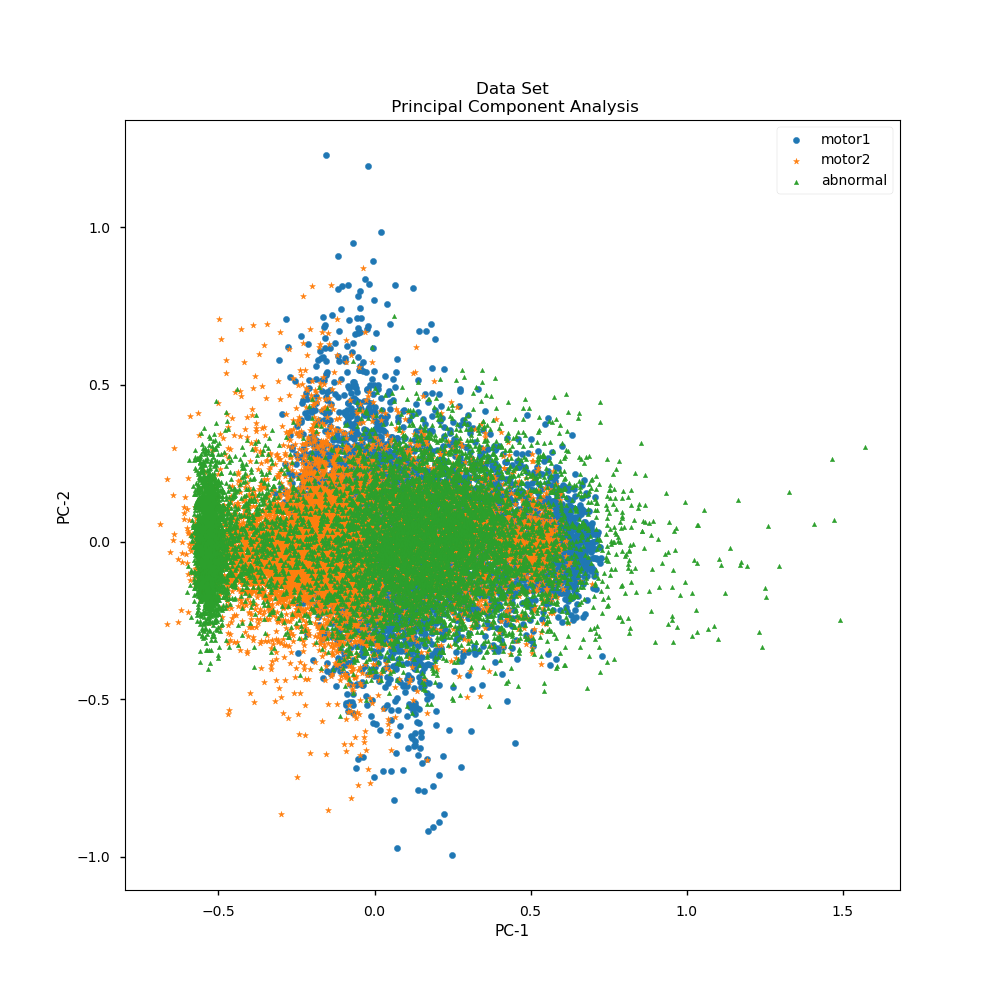 Data Set
Principal Component Analysis
motor1
motor2
abnormal
1.0
0.5
0.0
−0.5
−1.0
PC-2
−0.5
0.0
0.5
1.0
1.5
PC-1